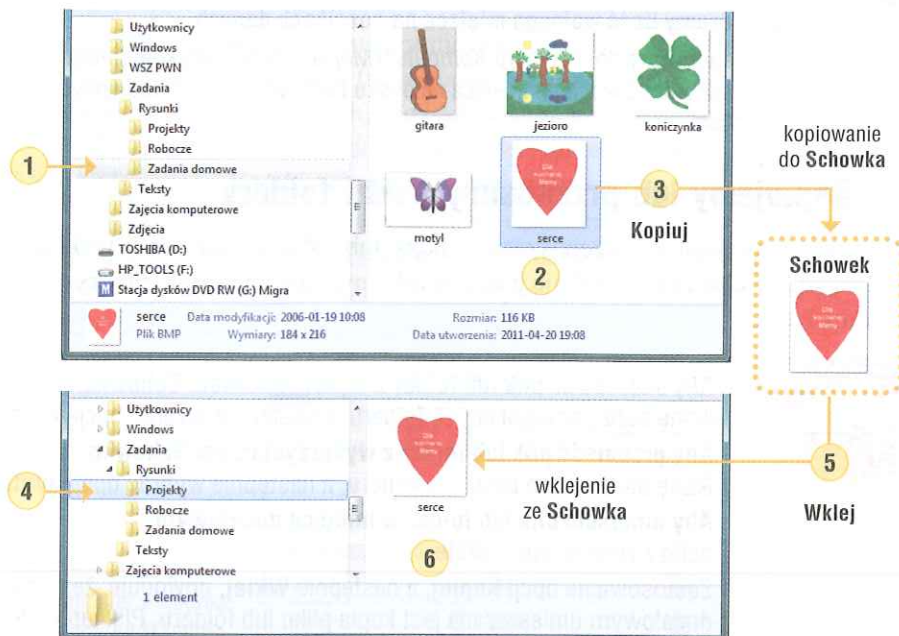 Użytkownicy
Windows
WSZ PWN
Zadania
Rysunki
Projekty
Robocze
Zadania domowe
Teksty
Zajęcia komputerowe
Zdjęcia
TOSHIBA (D:)
HP_TOOLS (F:)
Stacja dysków DVD RW (G:) Migra
gitara
jezioro
koniczynka
motyl
serce
1
2
3
Kopiuj
kopiowanie
do Schowka
Schowek
serce Data modyfikacji: 2006-01-19 10:08 Rozmiar: 116 KB
Plik BMP Wymiary: 184 x 216 Data utworzenia: 2011-04-20 19:08
Użytkownicy
Windows
Zadania
Rysunki
Projekty
Robocze
Zadania domowe
Teksty
Zajęcia komputerowe
1 element
4
serce
6
wklejenie
ze Schowka
5
Wklej